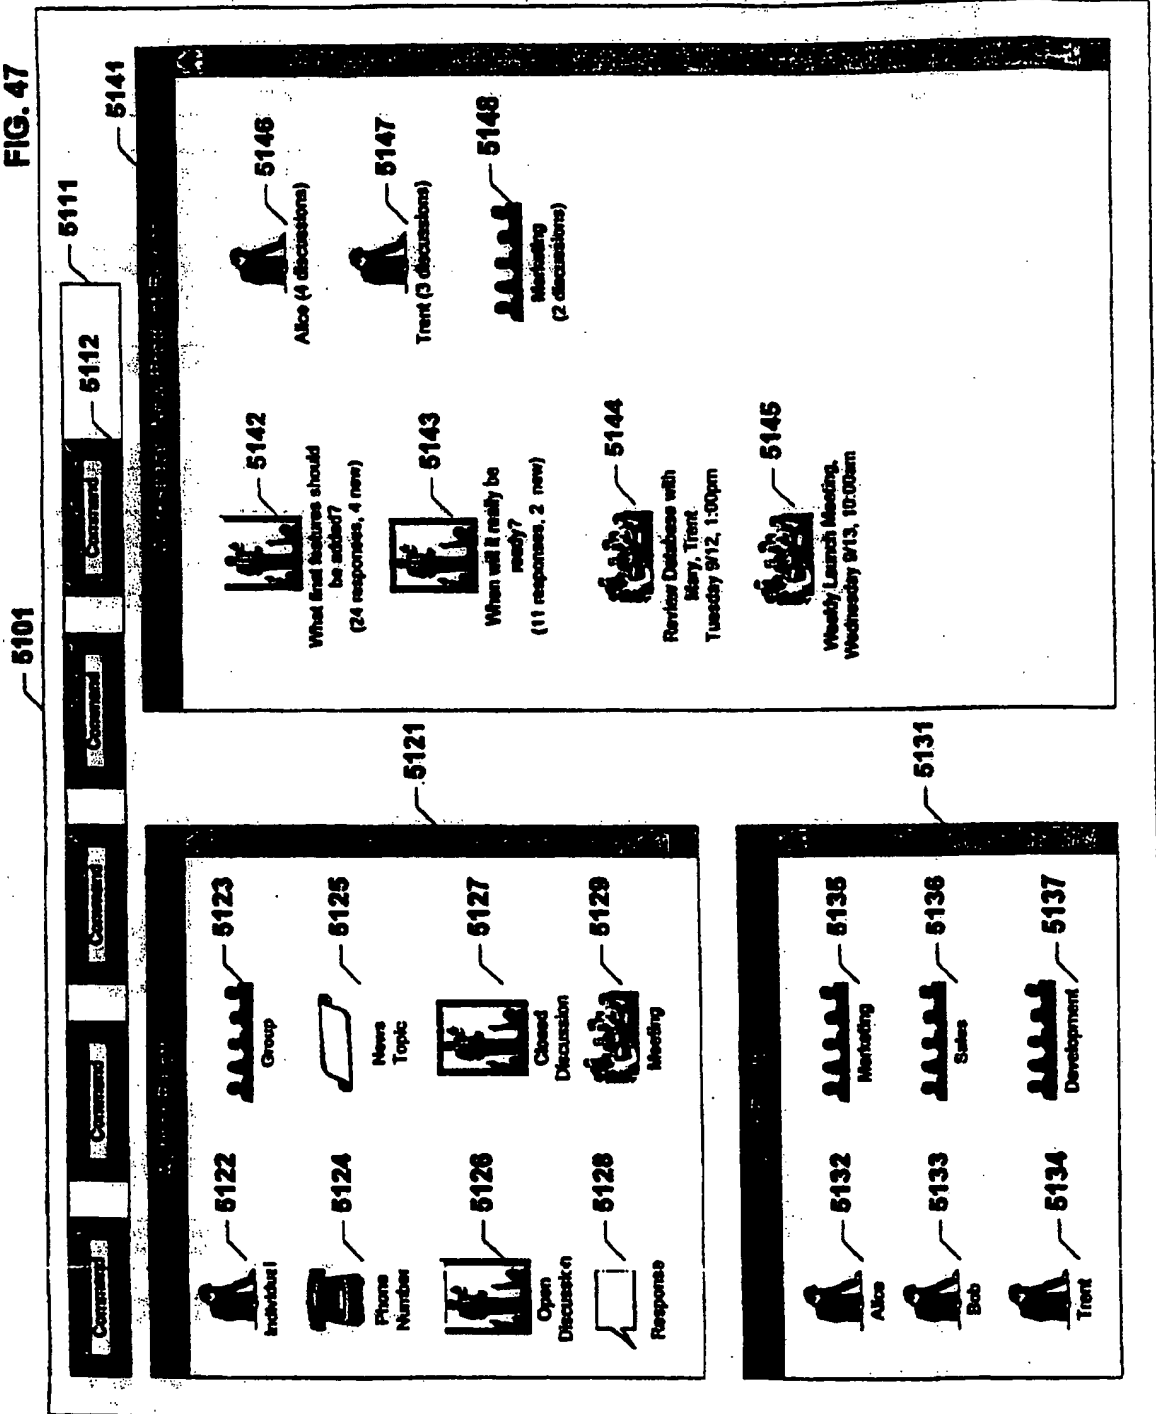 FIG. 47
5101
5111
Command
Command
Command
Command
Command
5112
5121
5122
Individual
5123
Group
5124
Phone
Number
5125
News
Topic
5126
Open
Discussion
5127
Closed
Discussion
5128
Response
5129
Meeting
5131
5132
Alice
5135
Marketing
5133
Bob
5136
Sales
5134
Trent
5137
Development
5141
5142
What final features should
be added?
(24 responses, 4 new)
5146
Alice (4 discussions)
5143
When will it really be
ready?
(11 responses, 2 new)
5147
Trent (3 discussions)
5148
Marketing
(2 discussions)
5144
Review Database with
Mary, Trent
Tuesday 9/12, 1:00pm
5145
Weekly Launch Meeting,
Wednesday 9/13, 10:00am